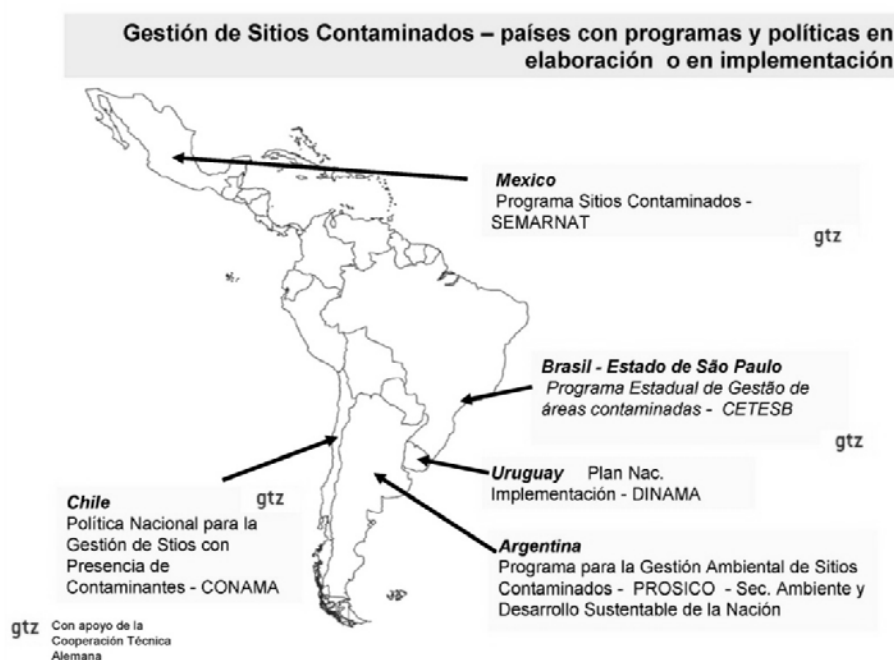 Gestión de Sitios Contaminados – países con programas y políticas en
elaboración o en implementación
Mexico
Programa Sitios Contaminados -
SEMARNAT
gtz
Brasil - Estado de São Paulo
Programa Estadual de Gestão de
áreas contaminadas - CETESB
gtz
Uruguay Plan Nac.
Implementación - DINAMA
Chile
gtz
Política Nacional para la
Gestión de Stios con
Presencia de
Contaminantes - CONAMA
Argentina
Programa para la Gestión Ambiental de Sitios
Contaminados - PROSICO - Sec. Ambiente y
Desarrollo Sustentable de la Nación
gtz Con apoyo de la
Cooperación Técnica
Alemana